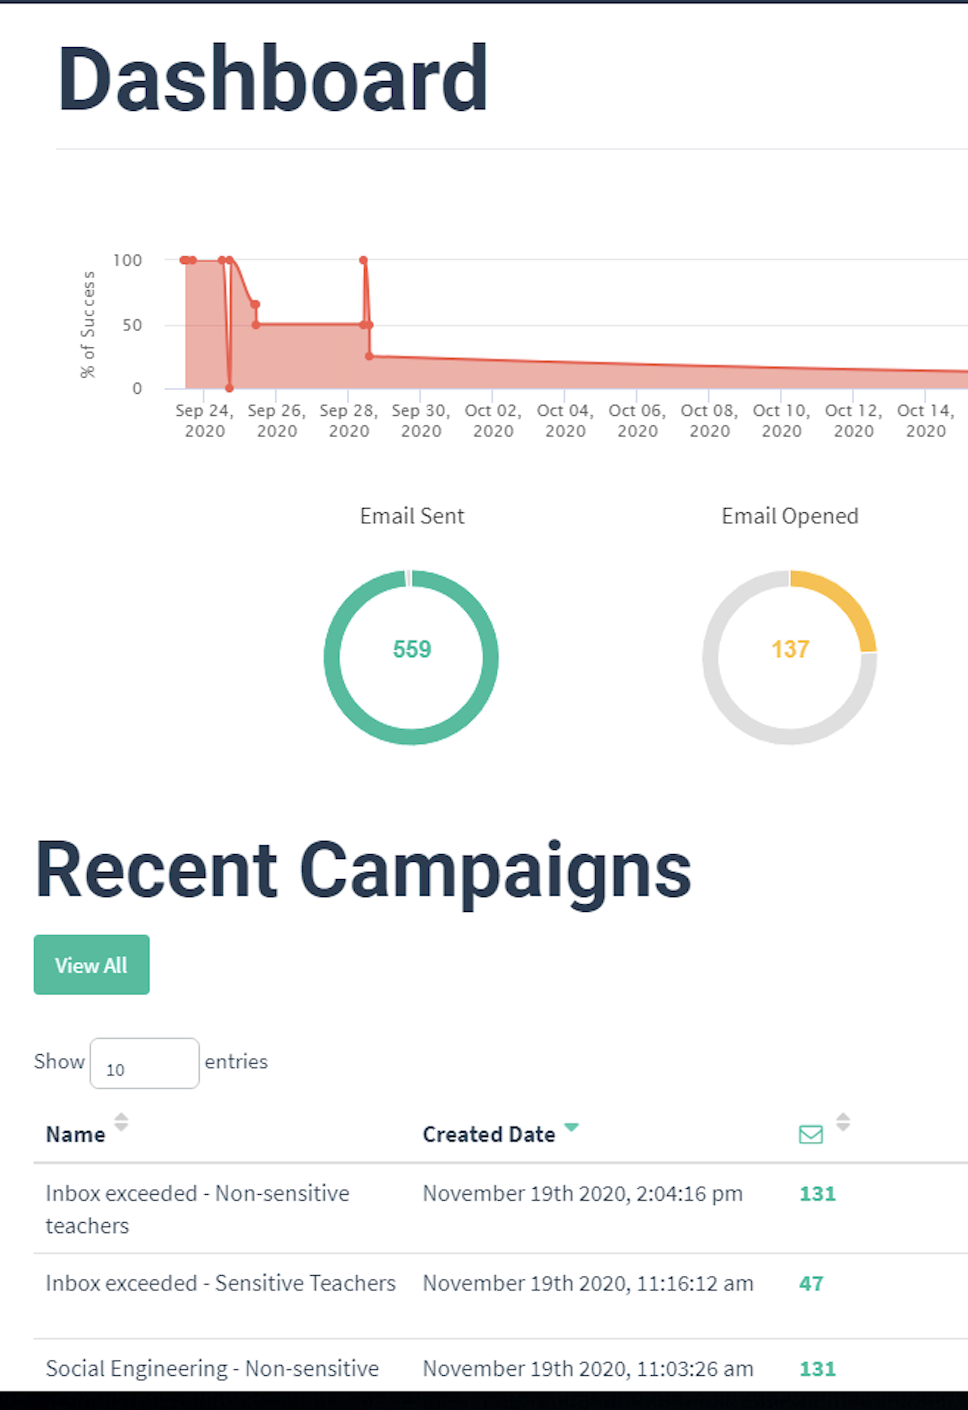 Dashboard
% of Success
100
50
0
Sep 24, 2020
Sep 26, 2020
Sep 28, 2020
Sep 30, 2020
Oct 02, 2020
Oct 04, 2020
Oct 06, 2020
Oct 08, 2020
Oct 10, 2020
Oct 12, 2020
Oct 14, 2020
Email Sent
559
Email Opened
137
Recent Campaigns
View All
Show 10 entries
Name Created Date
Inbox exceeded - Non-sensitive November 19th 2020, 2:04:16 pm 131
teachers
Inbox exceeded - Sensitive Teachers November 19th 2020, 11:16:12 am 47
Social Engineering - Non-sensitive November 19th 2020, 11:03:26 am 131